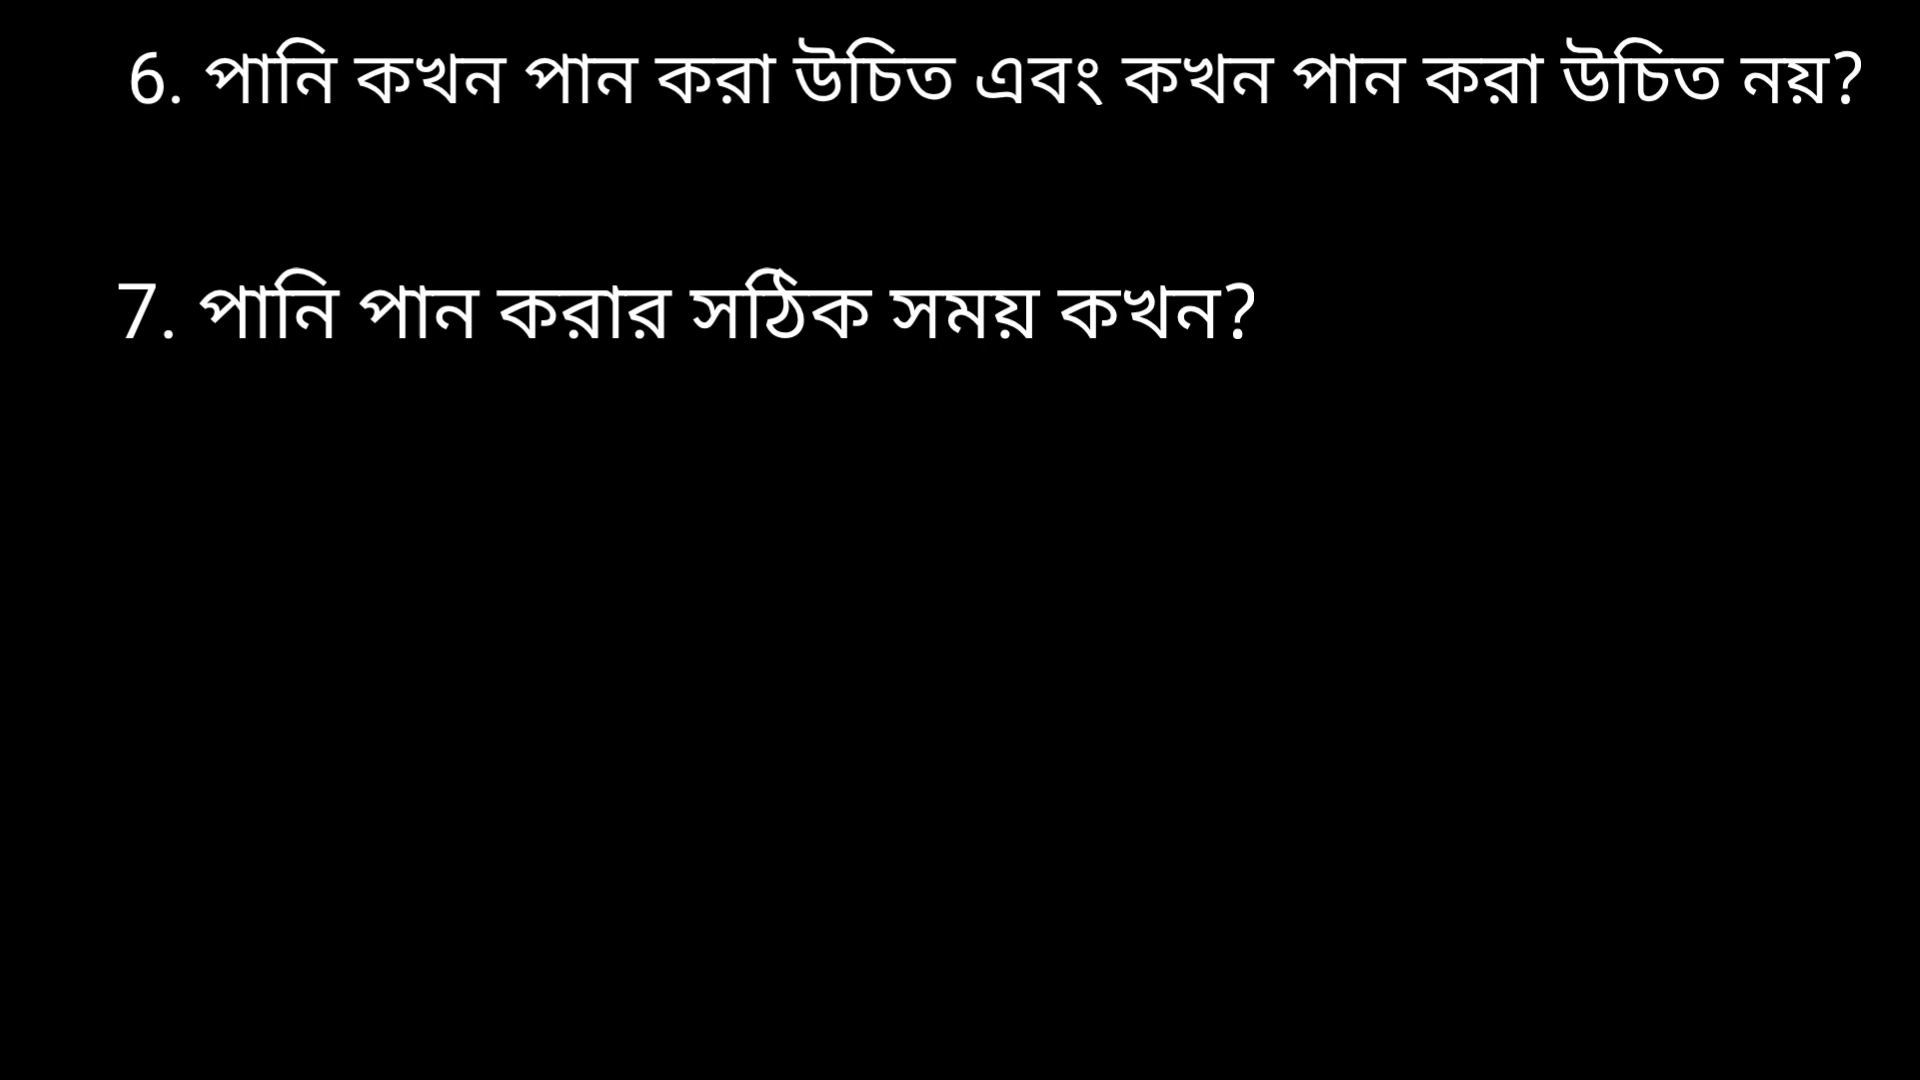 6. পানি কখন পান করা উচিত এবং কখন পান করা উচিত নয়?
7. পানি পান করার সঠিক সময় কখন?